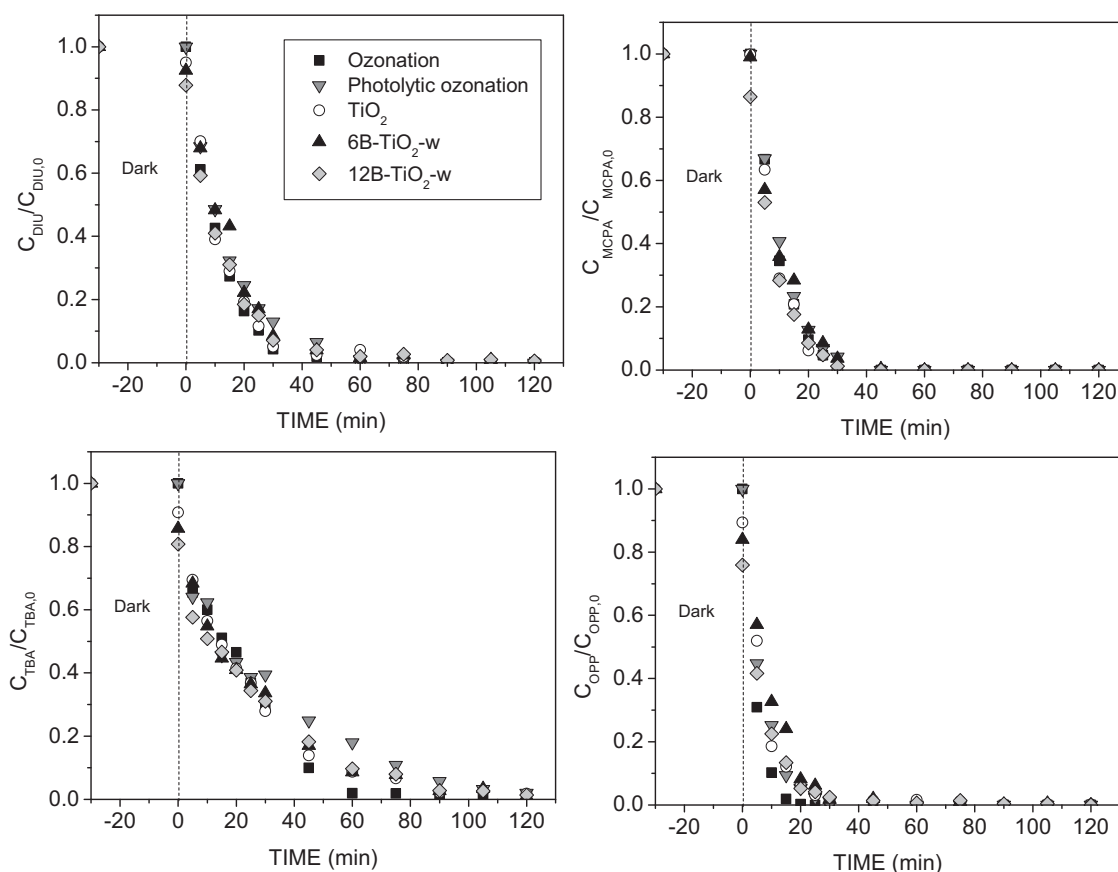 1.0
0.8
0.6
0.4
0.2
0.0
C_DIU/C_DIU,0
Dark
Ozonation
Photolytic ozonation
TiO₂
6B-TiO₂-w
12B-TiO₂-w
-20 0 20 40 60 80 100 120
TIME (min)
1.0
0.8
0.6
0.4
0.2
0.0
C_MCPA/C_MCPA,0
Dark
-20 0 20 40 60 80 100 120
TIME (min)
1.0
0.8
0.6
0.4
0.2
0.0
C_TBA/C_TBA,0
Dark
-20 0 20 40 60 80 100 120
TIME (min)
1.0
0.8
0.6
0.4
0.2
0.0
C_OPP/C_OPP,0
Dark
-20 0 20 40 60 80 100 120
TIME (min)